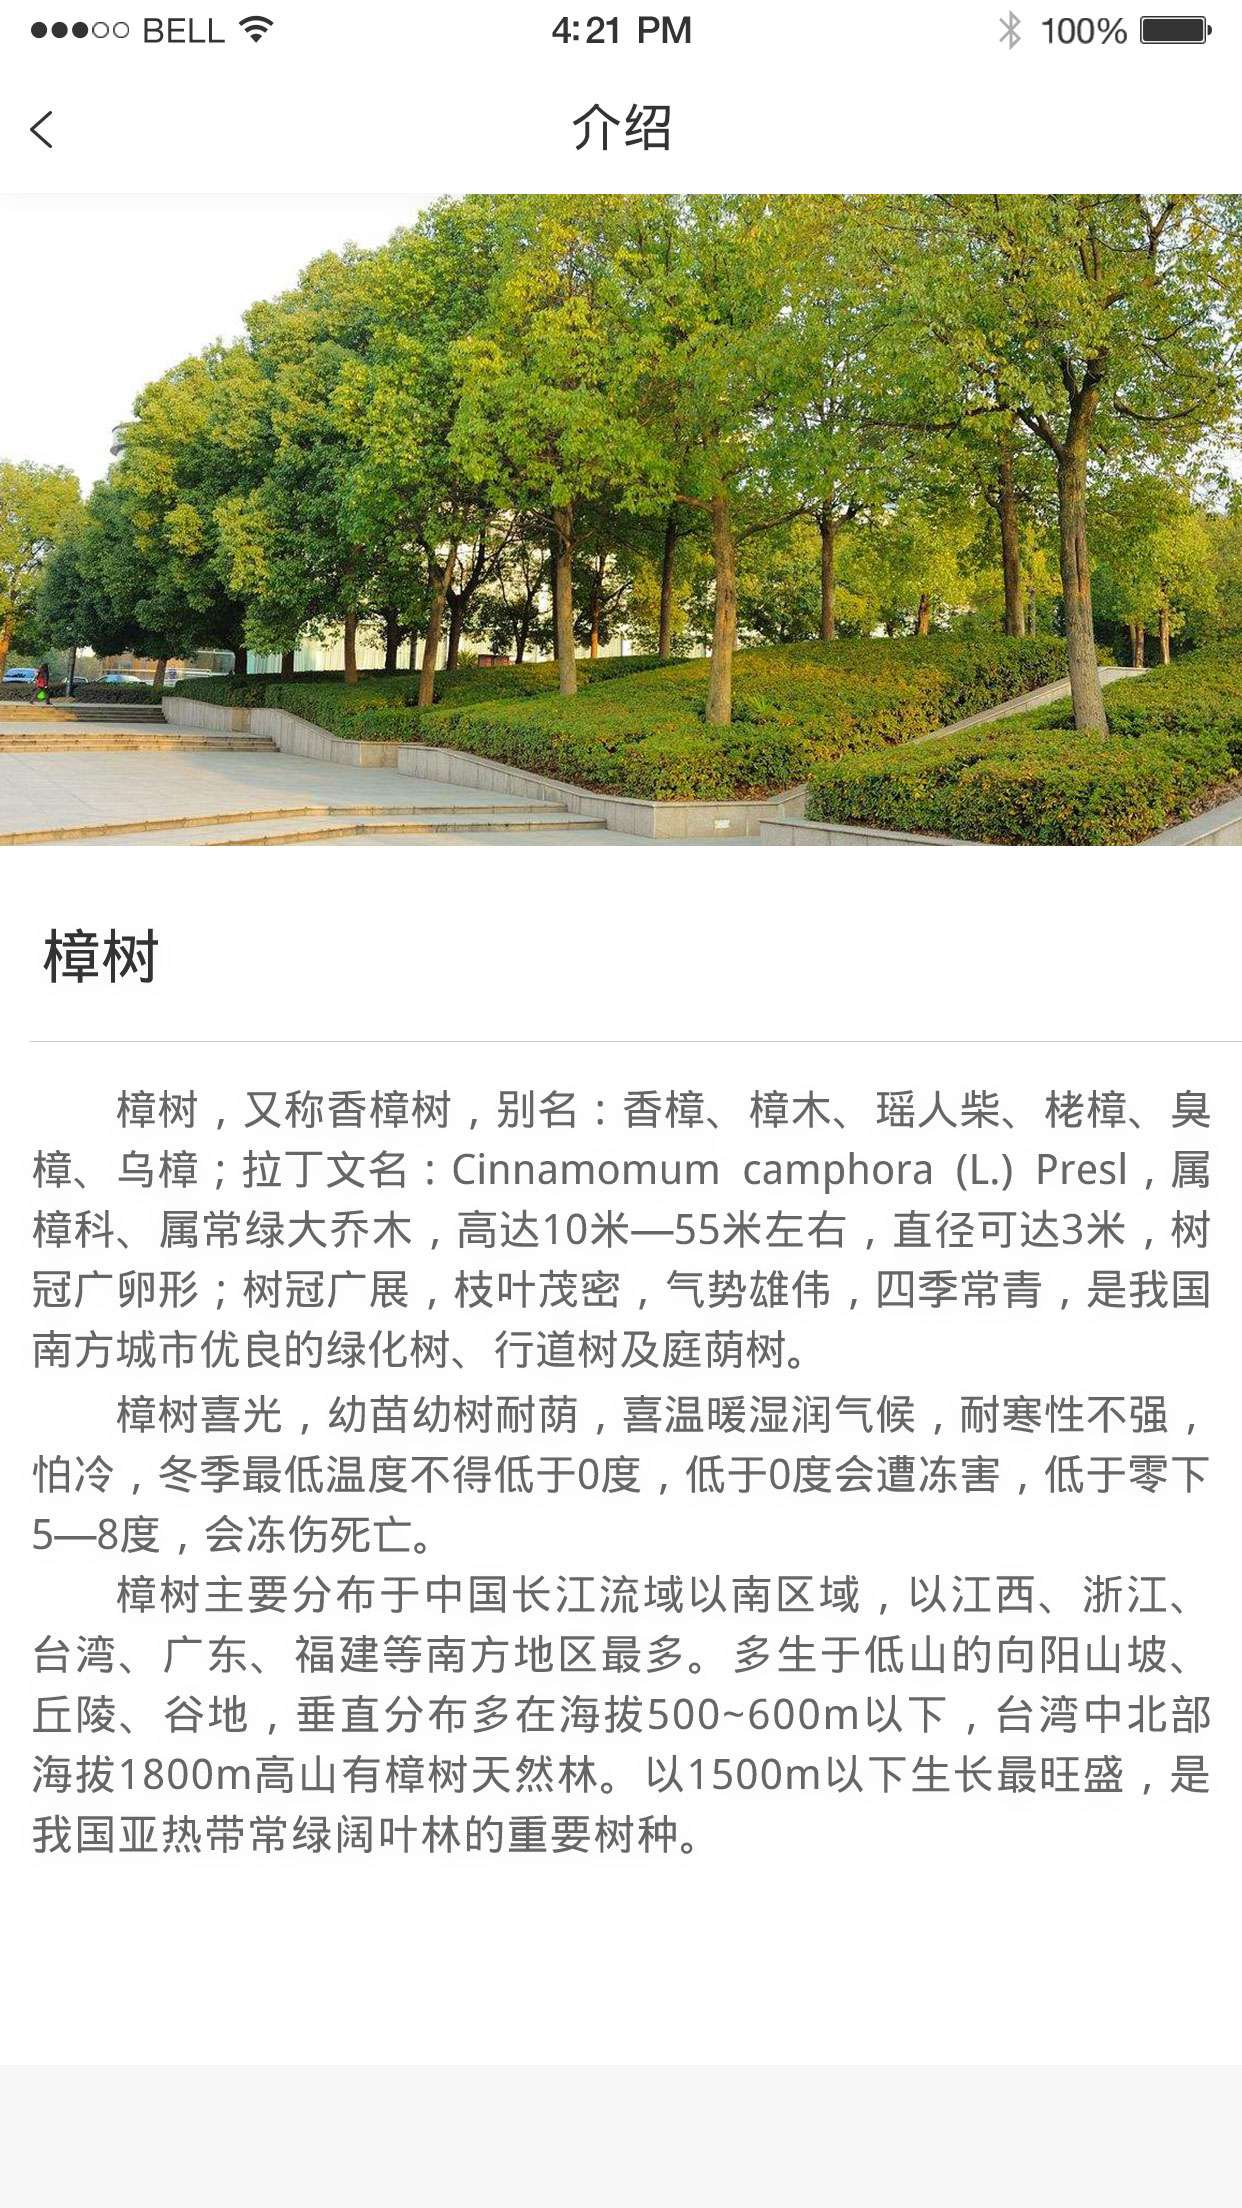 BELL
4:21 PM
100%
介绍
樟树
樟树，又称香樟树，别名：香樟、樟木、瑶人柴、栳樟、臭
樟、乌樟；拉丁文名：Cinnamomum camphora (L.) Presl，属
樟科、属常绿大乔木，高达10米—55米左右，直径可达3米，树
冠广卵形；树冠广展，枝叶茂密，气势雄伟，四季常青，是我国
南方城市优良的绿化树、行道树及庭荫树。
樟树喜光，幼苗幼树耐荫，喜温暖湿润气候，耐寒性不强，
怕冷，冬季最低温度不得低于0度，低于0度会遭冻害，低于零下
5—8度，会冻伤死亡。
樟树主要分布于中国长江流域以南区域，以江西、浙江、
台湾、广东、福建等南方地区最多。多生于低山的向阳山坡、
丘陵、谷地，垂直分布多在海拔500~600m以下，台湾中北部
海拔1800m高山有樟树天然林。以1500m以下生长最旺盛，是
我国亚热带常绿阔叶林的重要树种。